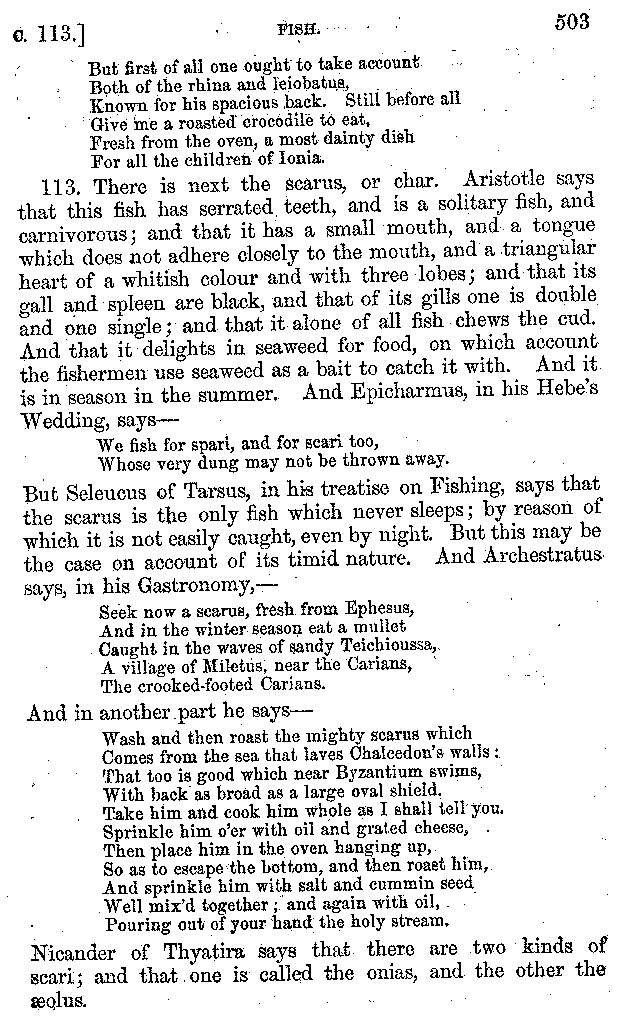 C. 113.] FISH. 503
But first of all one ought to take account
Both of the rhina and leiobatus,
Known for his spacious back. Still before all
Give me a roasted crocodile to eat,
Fresh from the oven, a most dainty dish
For all the children of Ionia.
113. There is next the scarus, or char. Aristotle says
that this fish has serrated teeth, and is a solitary fish, and
carnivorous; and that it has a small mouth, and a tongue
which does not adhere closely to the mouth, and a triangular
heart of a whitish colour and with three lobes; and that its
gall and spleen are black, and that of its gills one is double
and one single; and that it alone of all fish chews the cud.
And that it delights in seaweed for food, on which account
the fishermen use seaweed as a bait to catch it with. And it
is in season in the summer. And Epicharmus, in his Hebe's
Wedding, says—
We fish for spari, and for scari too,
Whose very dung may not be thrown away.
But Seleucus of Tarsus, in his treatise on Fishing, says that
the scarus is the only fish which never sleeps; by reason of
which it is not easily caught, even by night. But this may be
the case on account of its timid nature. And Archestratus
says, in his Gastronomy,—
Seek now a scarus, fresh from Ephesus,
And in the winter season eat a mullet
Caught in the waves of sandy Teichioussa,
A village of Miletus, near the Carians,
The crooked-footed Carians.
And in another part he says—
Wash and then roast the mighty scarus which
Comes from the sea that laves Chalcedon's walls:
That too is good which near Byzantium swims,
With back as broad as a large oval shield.
Take him and cook him whole as I shall tell you.
Sprinkle him o'er with oil and grated cheese,
Then place him in the oven hanging up,
So as to escape the bottom, and then roast him,
And sprinkle him with salt and cummin seed
Well mix'd together; and again with oil,
Pouring out of your hand the holy stream.
Nicander of Thyatira says that there are two kinds of
scari; and that one is called the onias, and the other the
æolus.